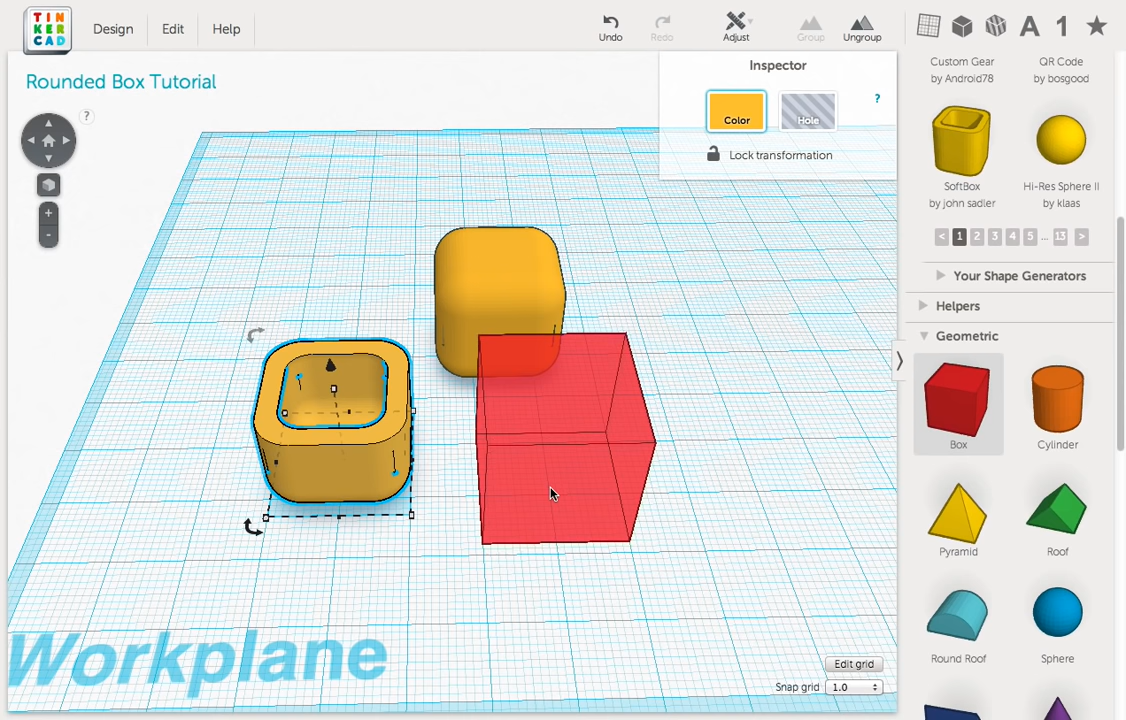 TIN
KER
CAD
Design
Edit
Help
Undo
Redo
Adjust
Group
Ungroup
A 1
Rounded Box Tutorial
?
+
-
Inspector
Color
Hole
?
Lock transformation
Workplane
Edit grid
Snap grid 1.0
Custom Gear
by Android78
QR Code
by bosgood
SoftBox
by john sadler
Hi-Res Sphere II
by klaas
< 1 2 3 4 5 ... 13 >
Your Shape Generators
Helpers
Geometric
Box
Cylinder
Pyramid
Roof
Round Roof
Sphere